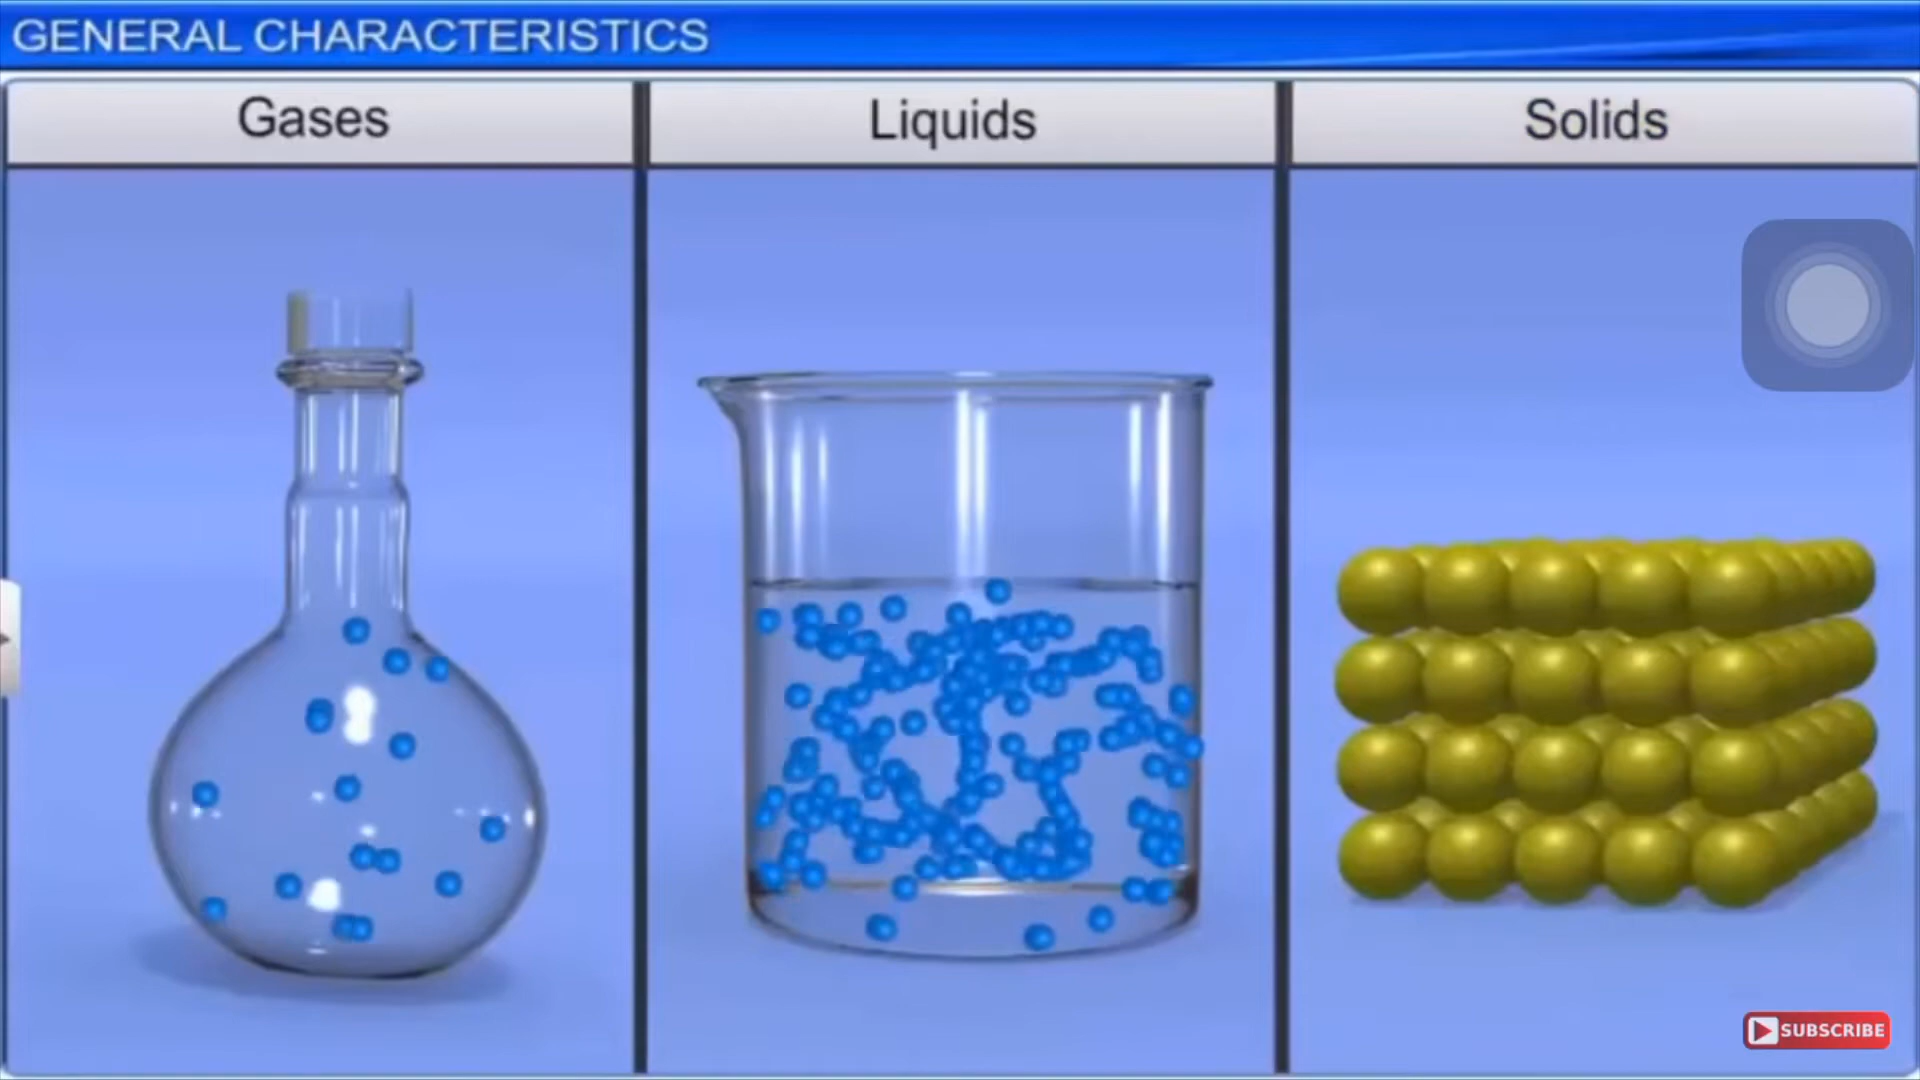 GENERAL CHARACTERISTICS
Gases
Liquids
Solids
SUBSCRIBE